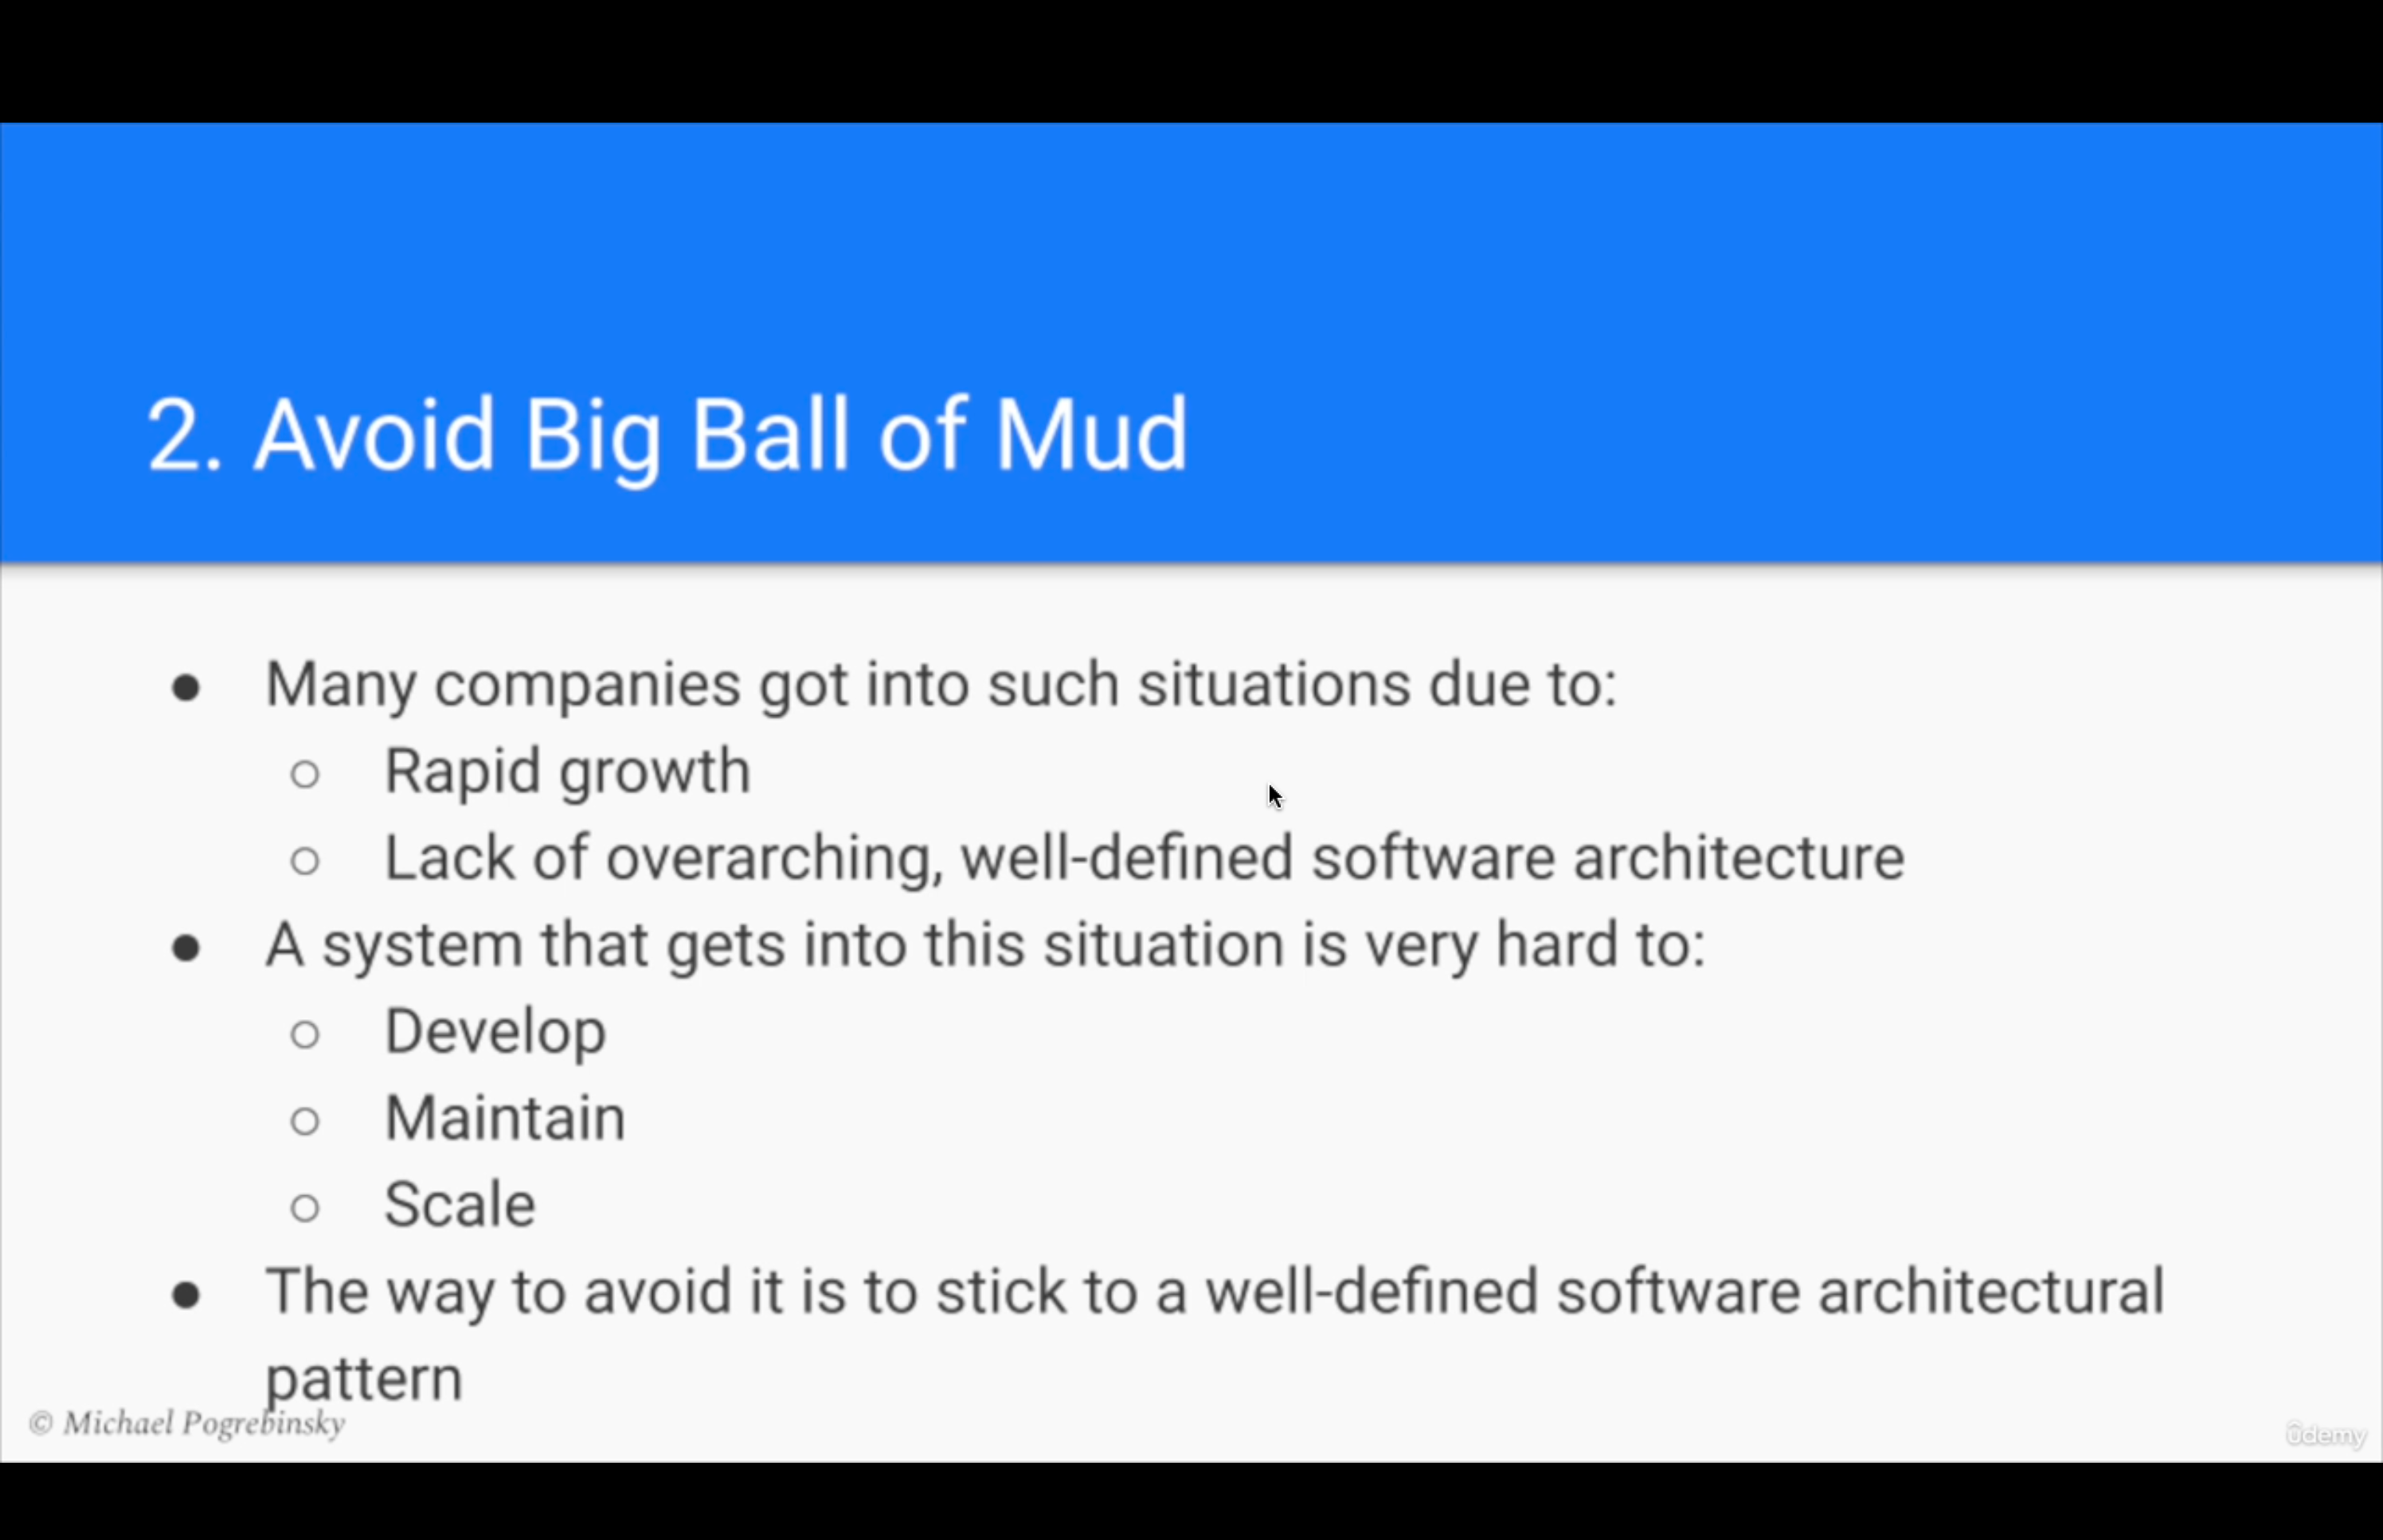 2. Avoid Big Ball of Mud
● Many companies got into such situations due to:
○ Rapid growth
○ Lack of overarching, well-defined software architecture
● A system that gets into this situation is very hard to:
○ Develop
○ Maintain
○ Scale
● The way to avoid it is to stick to a well-defined software architectural
pattern
© Michael Pogrebinsky
ûdemy